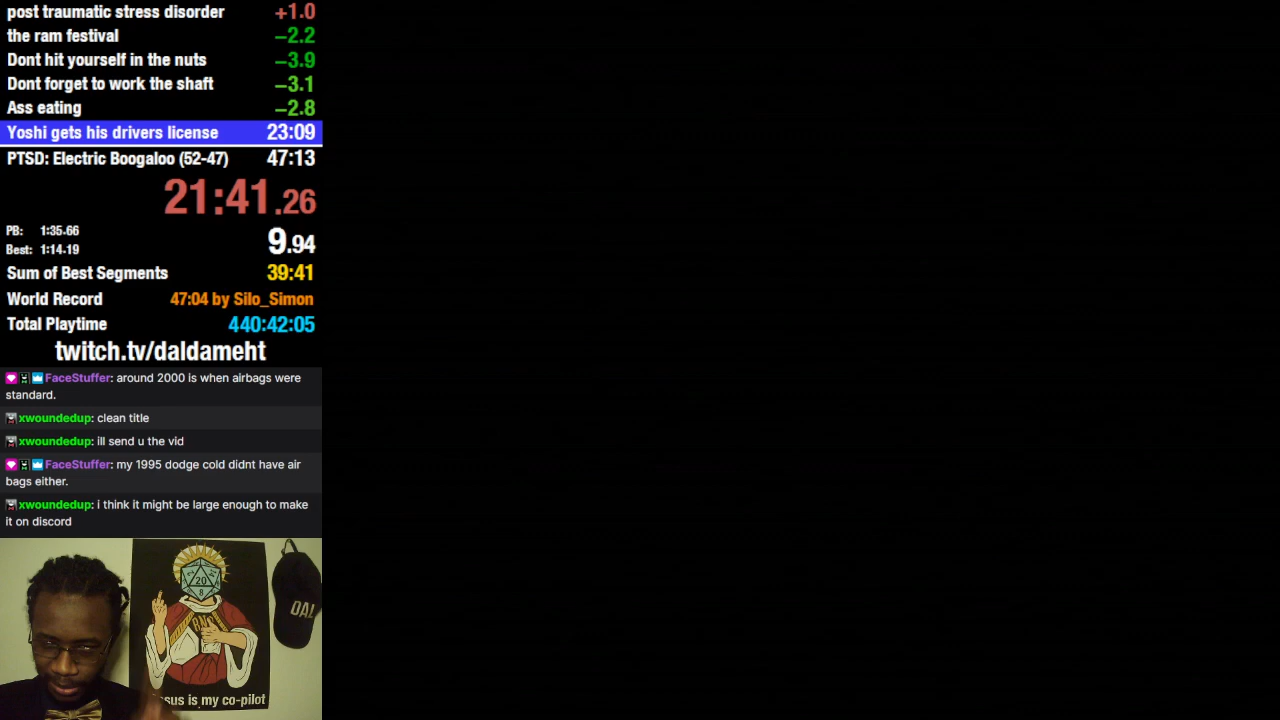 post traumatic stress disorder +1.0
the ram festival −2.2
Dont hit yourself in the nuts −3.9
Dont forget to work the shaft −3.1
Ass eating −2.8
Yoshi gets his drivers license 23:09
PTSD: Electric Boogaloo (52-47) 47:13
21:41.26
PB: 1:35.66
9.94
Best: 1:14.19
Sum of Best Segments 39:41
World Record 47:04 by Silo_Simon
Total Playtime 440:42:05
twitch.tv/daldameht
FaceStuffer: around 2000 is when airbags were
standard.
xwoundedup: clean title
xwoundedup: ill send u the vid
FaceStuffer: my 1995 dodge cold didnt have air
bags either.
xwoundedup: i think it might be large enough to make
it on discord
20
8
DAL
RNG
sus is my co-pilot